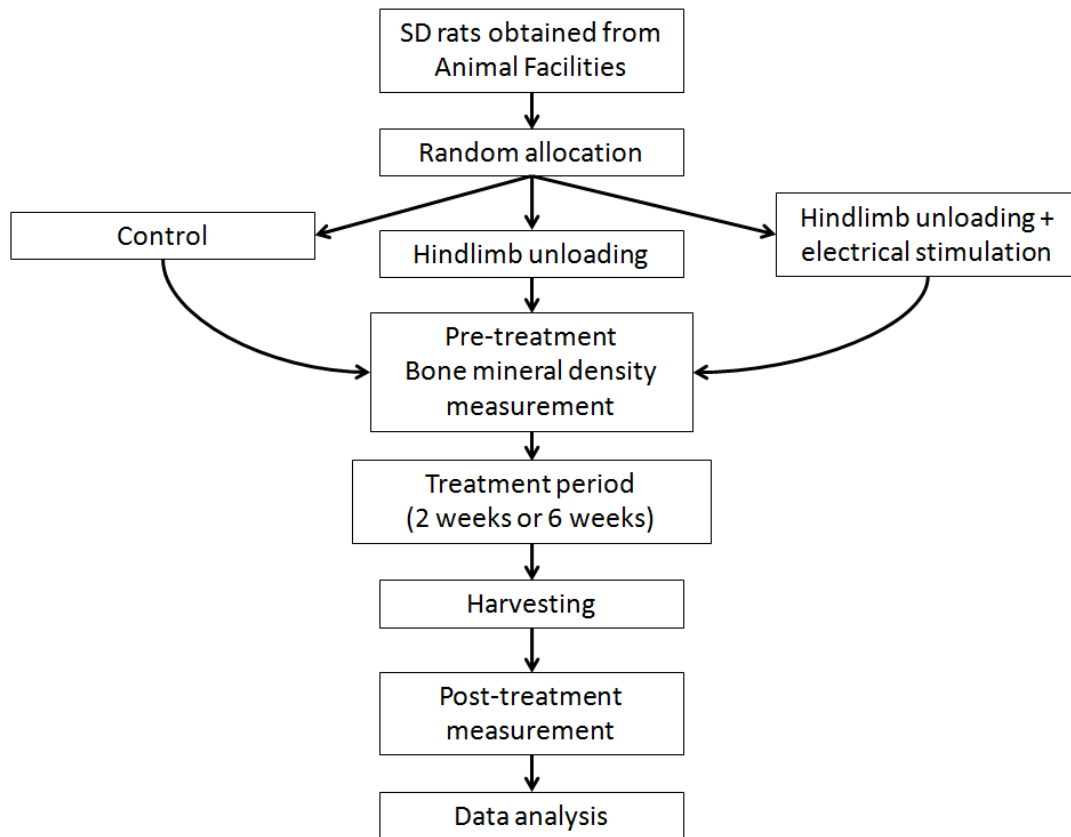 SD rats obtained from
Animal Facilities
Random allocation
Control
Hindlimb unloading
Hindlimb unloading +
electrical stimulation
Pre-treatment
Bone mineral density
measurement
Treatment period
(2 weeks or 6 weeks)
Harvesting
Post-treatment
measurement
Data analysis